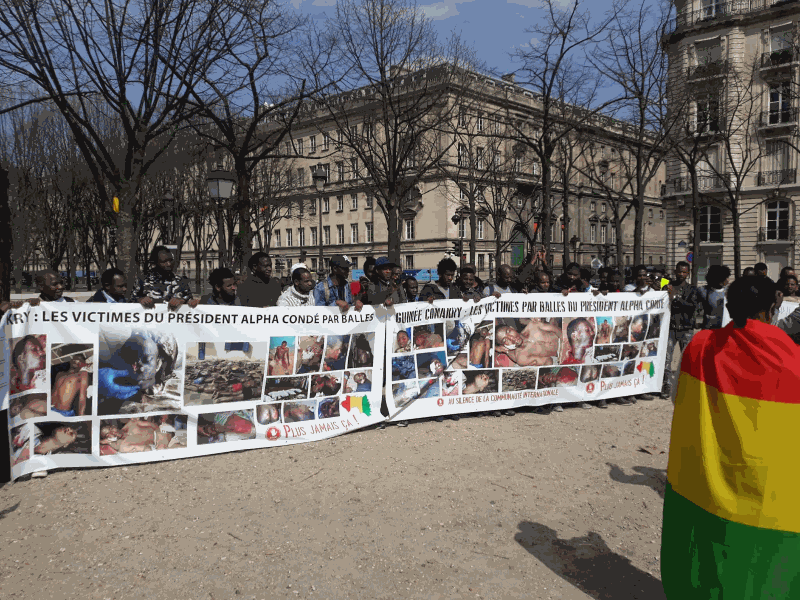 RY : LES VICTIMES DU PRÉSIDENT ALPHA CONDÉ PAR BALLES
PLUS JAMAIS ÇA !
GUINÉE CONAKRY : LES VICTIMES PAR BALLES DU PRÉSIDENT ALPHA CONDÉ
PLUS JAMAIS ÇA !
AU SILENCE DE LA COMMUNAUTÉ INTERNATIONALE